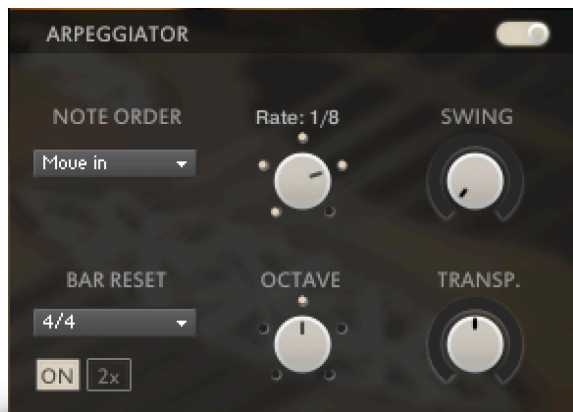 ARPEGGIATOR
NOTE ORDER
Rate: 1/8
SWING
Move in
BAR RESET
OCTAVE
TRANSP.
4/4
ON
2x